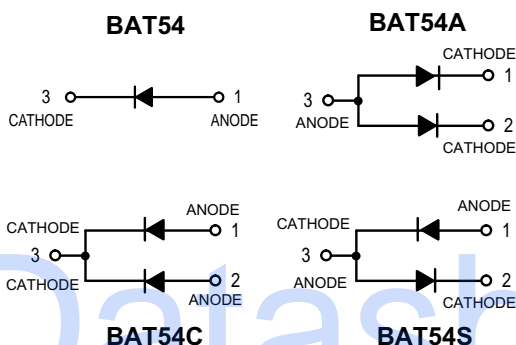 BAT54
3 1
CATHODE ANODE
BAT54A
CATHODE
1
3
ANODE
2
CATHODE
CATHODE ANODE
3 1
CATHODE 2
ANODE
BAT54C
CATHODE ANODE
3 1
ANODE 2
CATHODE
BAT54S
Datash